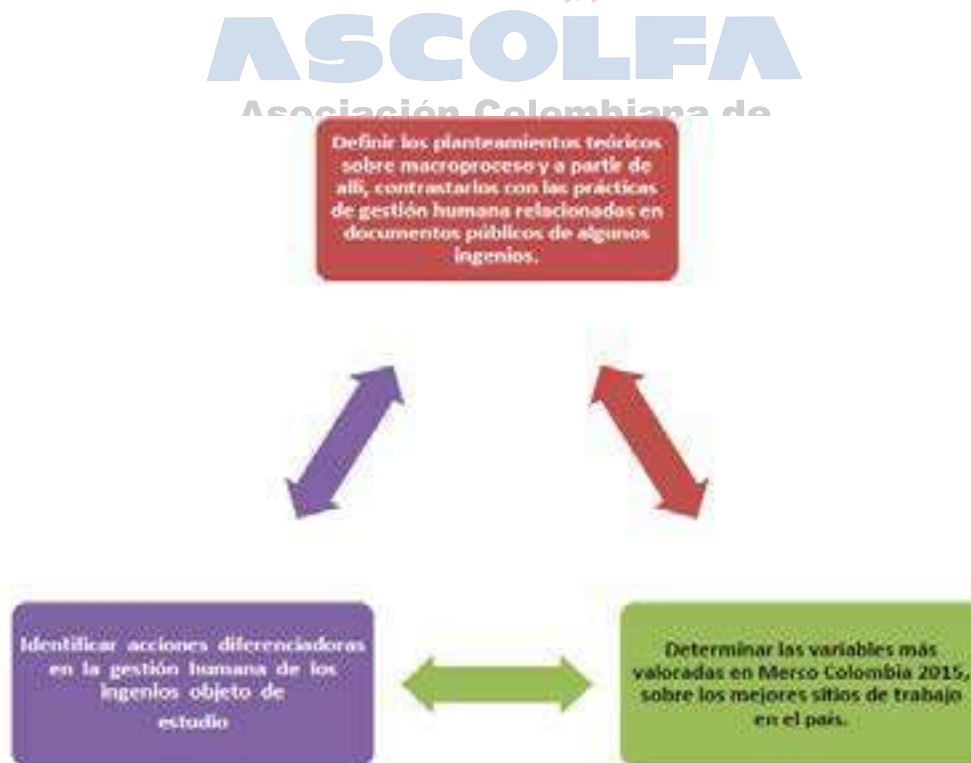 ASCOLFA
Asociación Colombiana de
Definir los planteamientos teóricos
sobre macroproceso y a partir de
allí, contrastarlos con las prácticas
de gestión humana relacionadas en
documentos públicos de algunos
ingenios.
Identificar acciones diferenciadoras
en la gestión humana de los
ingenios objeto de
estudio
Determinar las variables más
valoradas en Merco Colombia 2015,
sobre los mejores sitios de trabajo
en el país.